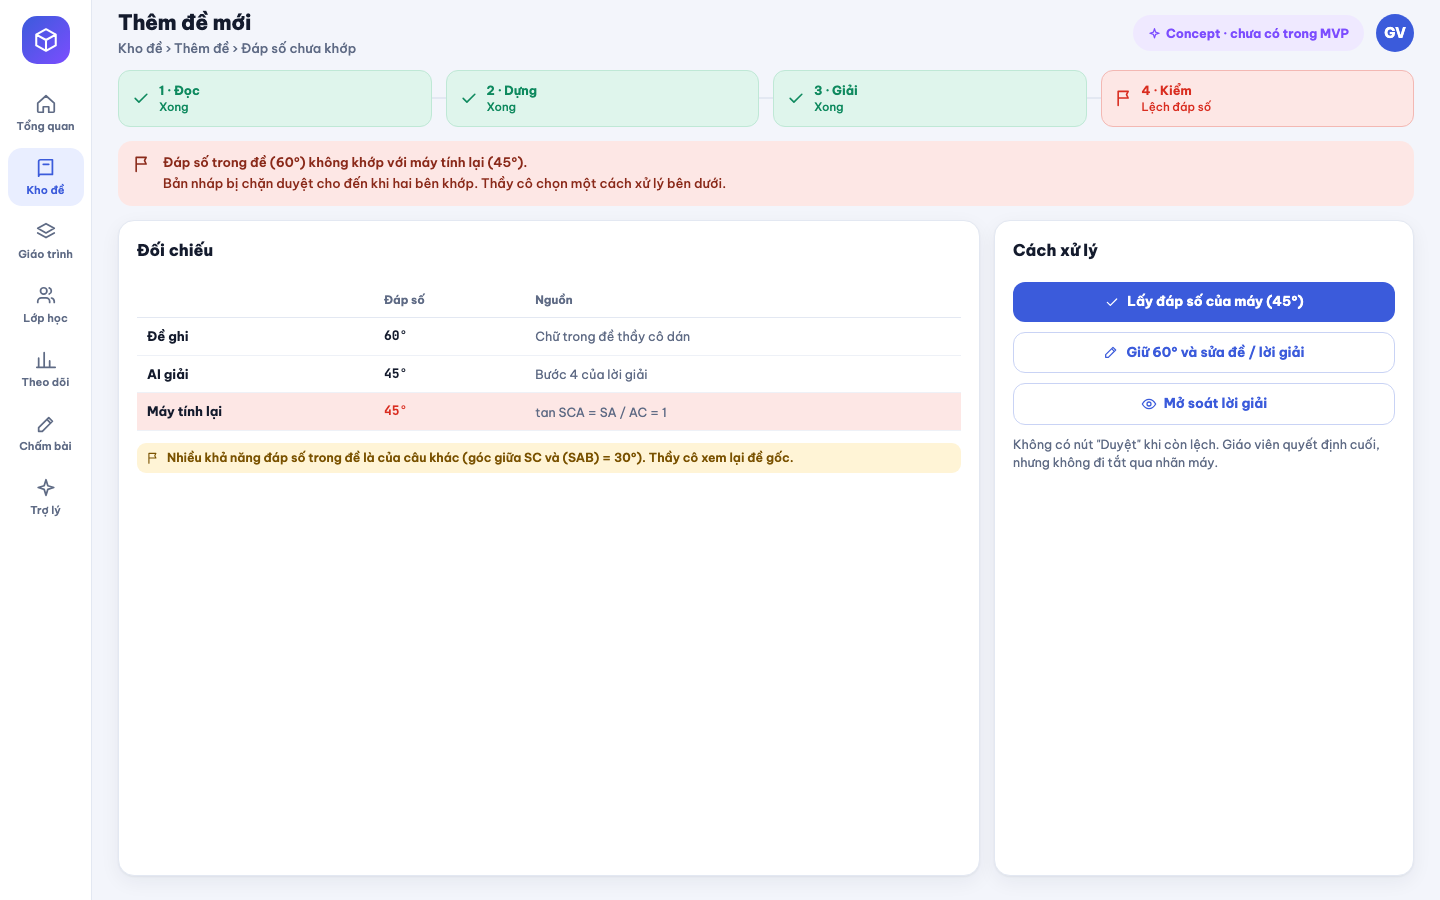 Thêm đề mới
Kho đề › Thêm đề › Đáp số chưa khớp
Concept · chưa có trong MVP
GV
Tổng quan
Kho đề
Giáo trình
Lớp học
Theo dõi
Chấm bài
Trợ lý
1 · Đọc
Xong
2 · Dựng
Xong
3 · Giải
Xong
4 · Kiểm
Lệch đáp số
Đáp số trong đề (60°) không khớp với máy tính lại (45°).
Bản nháp bị chặn duyệt cho đến khi hai bên khớp. Thầy cô chọn một cách xử lý bên dưới.
Đối chiếu
Đáp số Nguồn
Đề ghi 60° Chữ trong đề thầy cô dán
AI giải 45° Bước 4 của lời giải
Máy tính lại 45° tan SCA = SA / AC = 1
Nhiều khả năng đáp số trong đề là của câu khác (góc giữa SC và (SAB) = 30°). Thầy cô xem lại đề gốc.
Cách xử lý
Lấy đáp số của máy (45°)
Giữ 60° và sửa đề / lời giải
Mở soát lời giải
Không có nút "Duyệt" khi còn lệch. Giáo viên quyết định cuối,
nhưng không đi tắt qua nhãn máy.